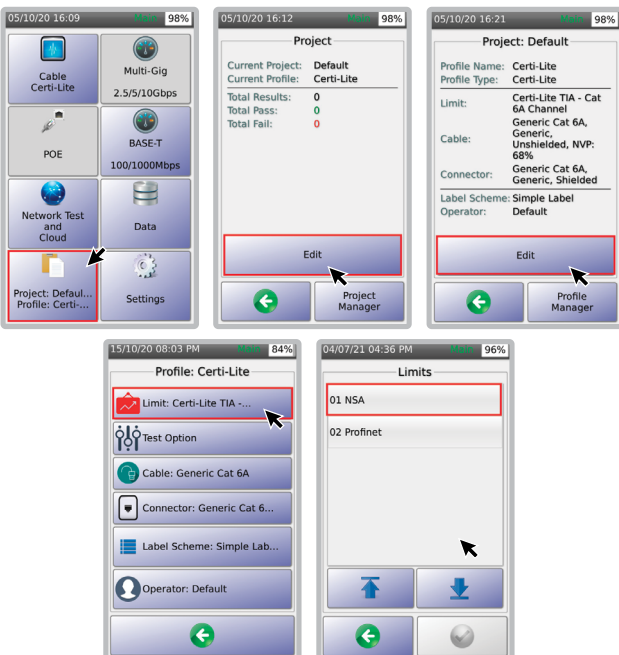 05/10/20 16:09 Main 98%
Cable
Certi-Lite
Multi-Gig
2.5/5/10Gbps
POE
BASE-T
100/1000Mbps
Network Test
and
Cloud
Data
Project: Defaul...
Profile: Certi-...
Settings
05/10/20 16:12 Main 98%
Project
Current Project: Default
Current Profile: Certi-Lite
Total Results: 0
Total Pass: 0
Total Fail: 0
Edit
Project
Manager
05/10/20 16:21 Main 98%
Project: Default
Profile Name: Certi-Lite
Profile Type: Certi-Lite
Limit: Certi-Lite TIA - Cat
6A Channel
Cable: Generic Cat 6A,
Generic,
Unshielded, NVP:
68%
Connector: Generic Cat 6A,
Generic, Shielded
Label Scheme: Simple Label
Operator: Default
Edit
Profile
Manager
15/10/20 08:03 PM Main 84%
Profile: Certi-Lite
Limit: Certi-Lite TIA -...
Test Option
Cable: Generic Cat 6A
Connector: Generic Cat 6...
Label Scheme: Simple Lab...
Operator: Default
04/07/21 04:36 PM Main 96%
Limits
01 NSA
02 Profinet